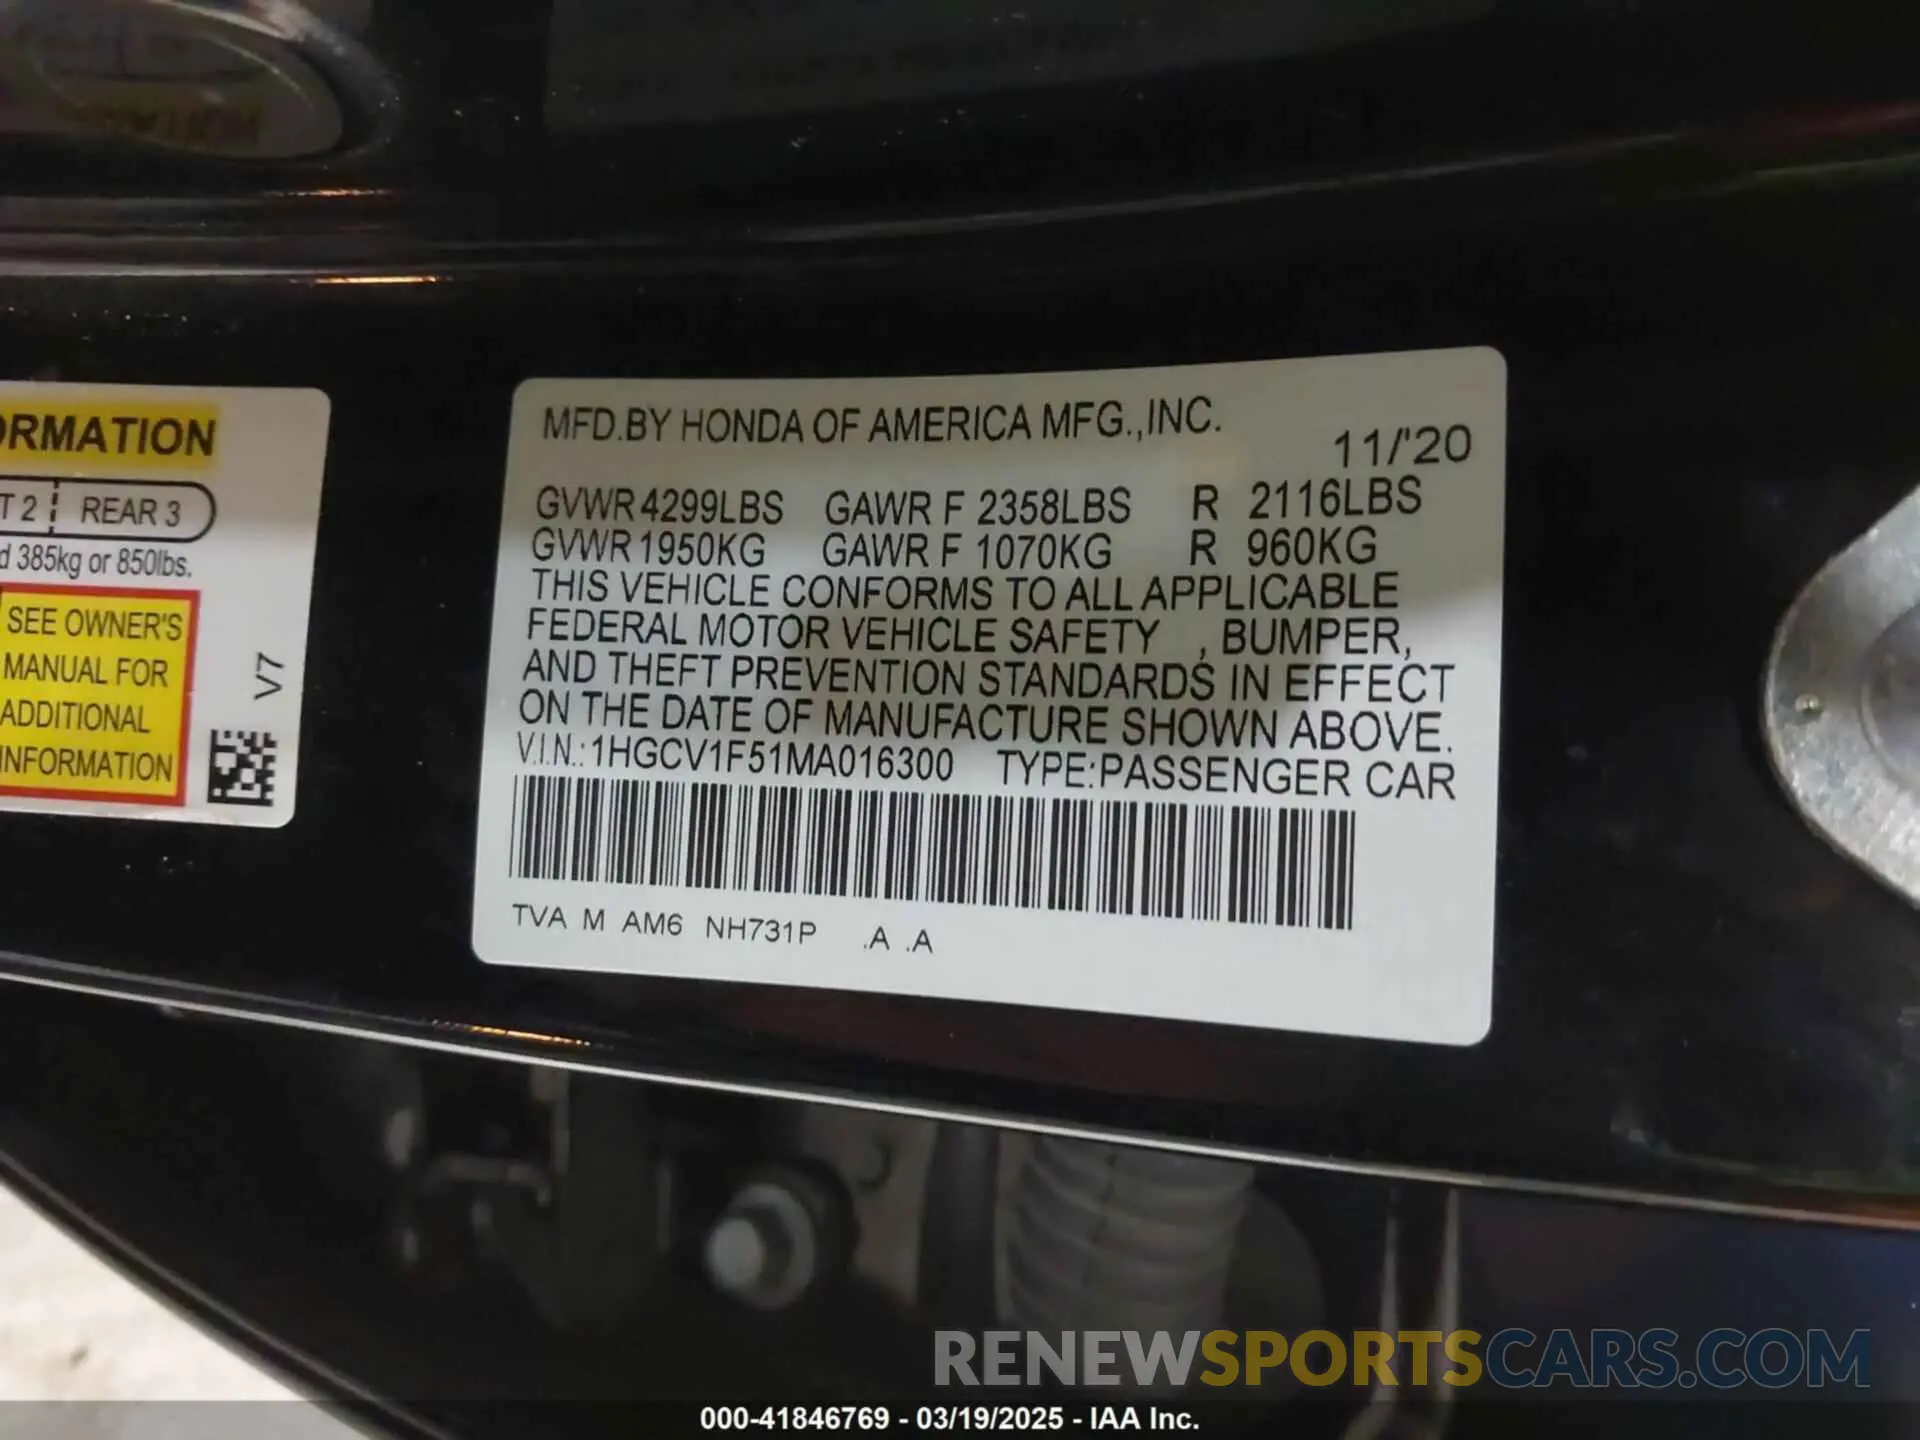 ORMATION
T 2 REAR 3
d 385kg or 850lbs.
SEE OWNER'S
MANUAL FOR
ADDITIONAL
INFORMATION
V7
MFD.BY HONDA OF AMERICA MFG.,INC.
11/'20
GVWR 4299LBS GAWR F 2358LBS R 2116LBS
GVWR 1950KG GAWR F 1070KG R 960KG
THIS VEHICLE CONFORMS TO ALL APPLICABLE
FEDERAL MOTOR VEHICLE SAFETY , BUMPER,
AND THEFT PREVENTION STANDARDS IN EFFECT
ON THE DATE OF MANUFACTURE SHOWN ABOVE.
V.I.N.: 1HGCV1F51MA016300 TYPE:PASSENGER CAR
TVA M AM6 NH731P .A .A
RENEWSPORTSCARS.COM
000-41846769 - 03/19/2025 - IAA Inc.